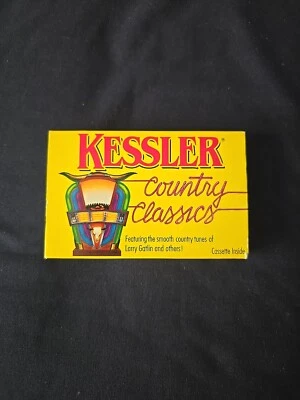 KESSLER®
Country
Classics
Featuring the smooth country tunes of
Larry Gatlin and others!
Cassette Inside